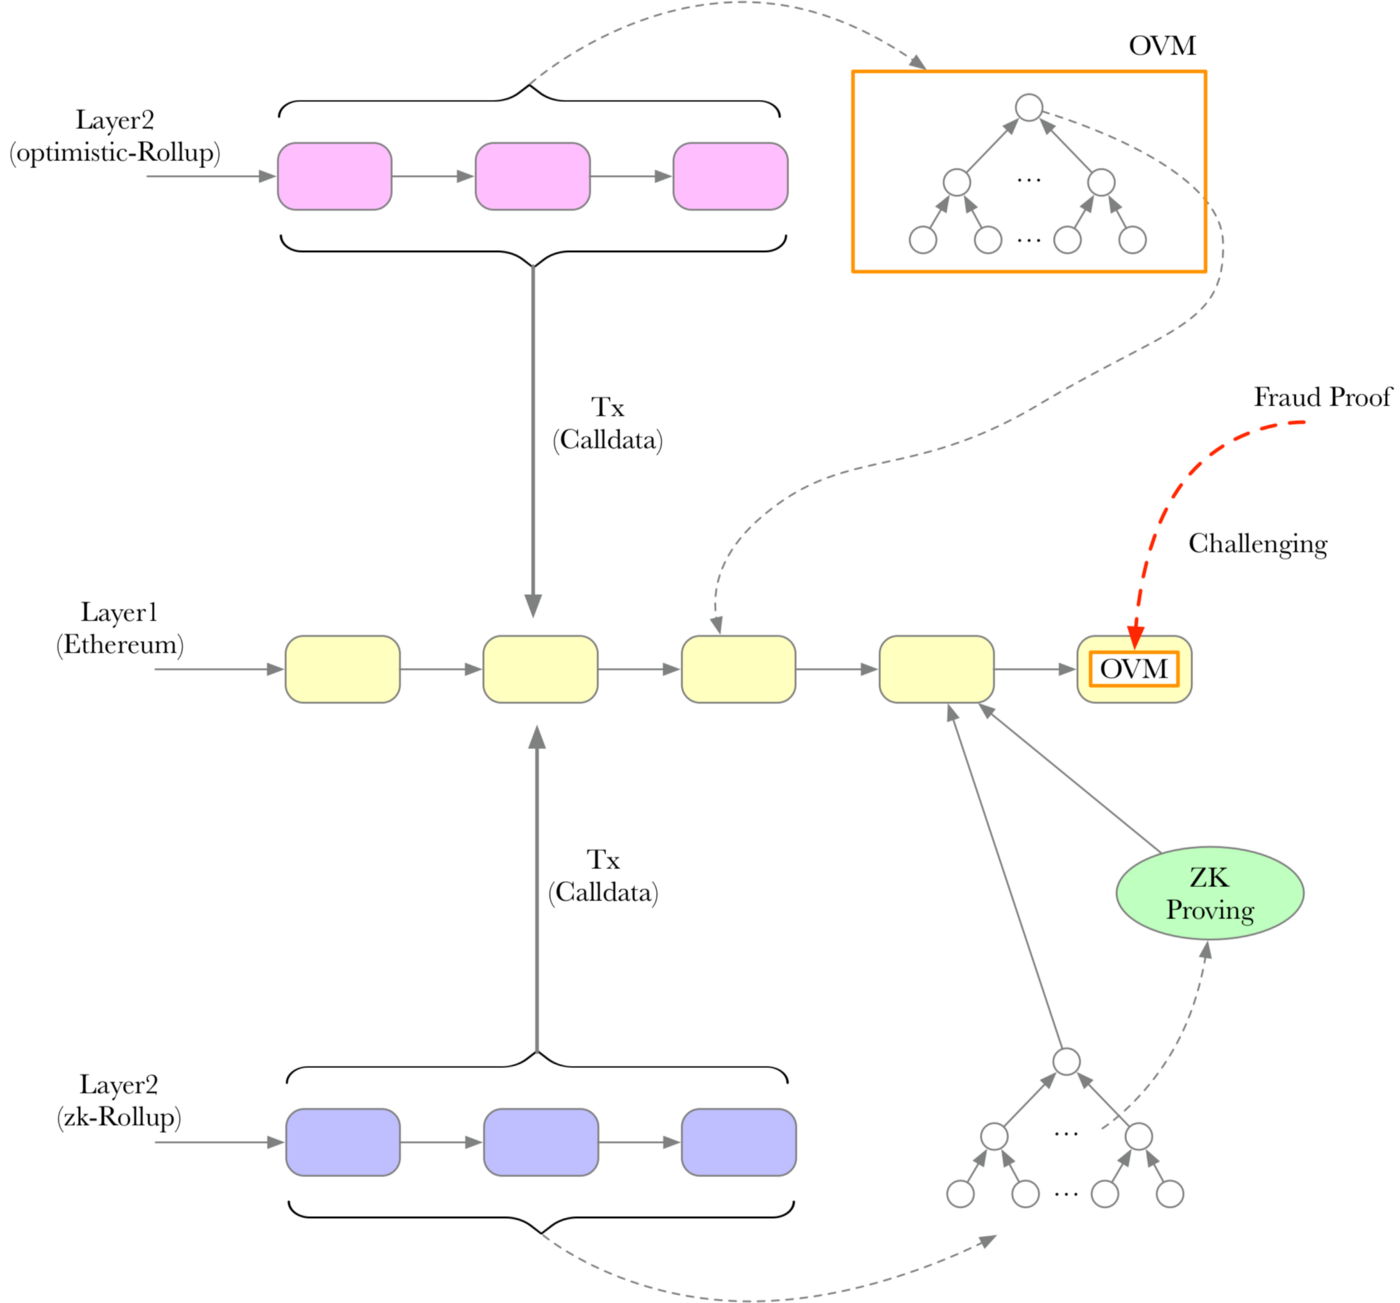 OVM
Layer2
(optimistic-Rollup)
...
...
Tx
(Calldata)
Fraud Proof
Challenging
Layer1
(Ethereum)
OVM
Tx
(Calldata)
ZK
Proving
Layer2
(zk-Rollup)
...
...